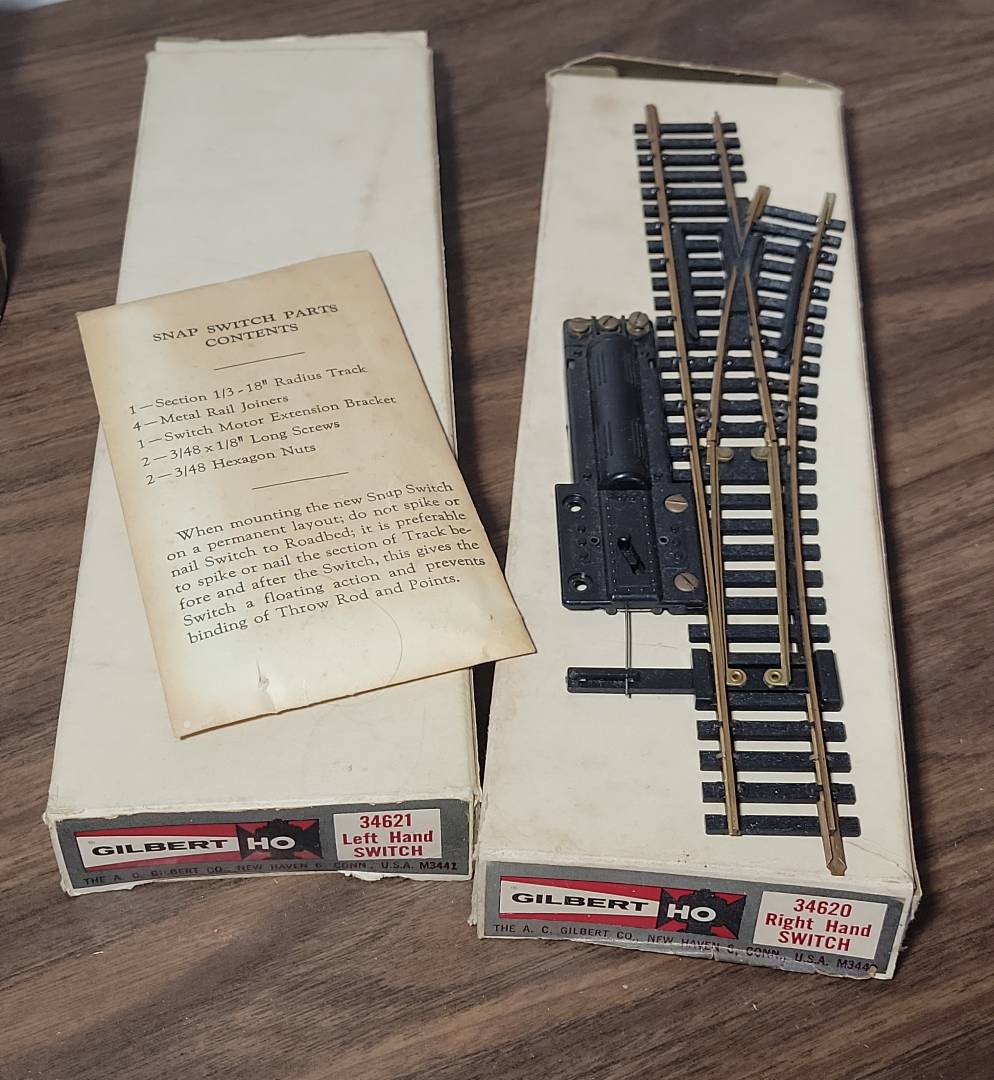 SNAP SWITCH PARTS
CONTENTS
1—Section 1/3-18" Radius Track
4—Metal Rail Joiners
1—Switch Motor Extension Bracket
2—3/48 x 1/8" Long Screws
2—3/48 Hexagon Nuts
When mounting the new Snap Switch
on a permanent layout; do not spike or
nail Switch to Roadbed; it is preferable
to spike or nail the section of Track be-
fore and after the Switch, this gives the
Switch a floating action and prevents
binding of Throw Rod and Points.
GILBERT HO
34621
Left Hand
SWITCH
THE A. C. GILBERT CO., NEW HAVEN 6, CONN., U.S.A. M3442
GILBERT HO
34620
Right Hand
SWITCH
THE A. C. GILBERT CO., NEW HAVEN 6, CONN., U.S.A.